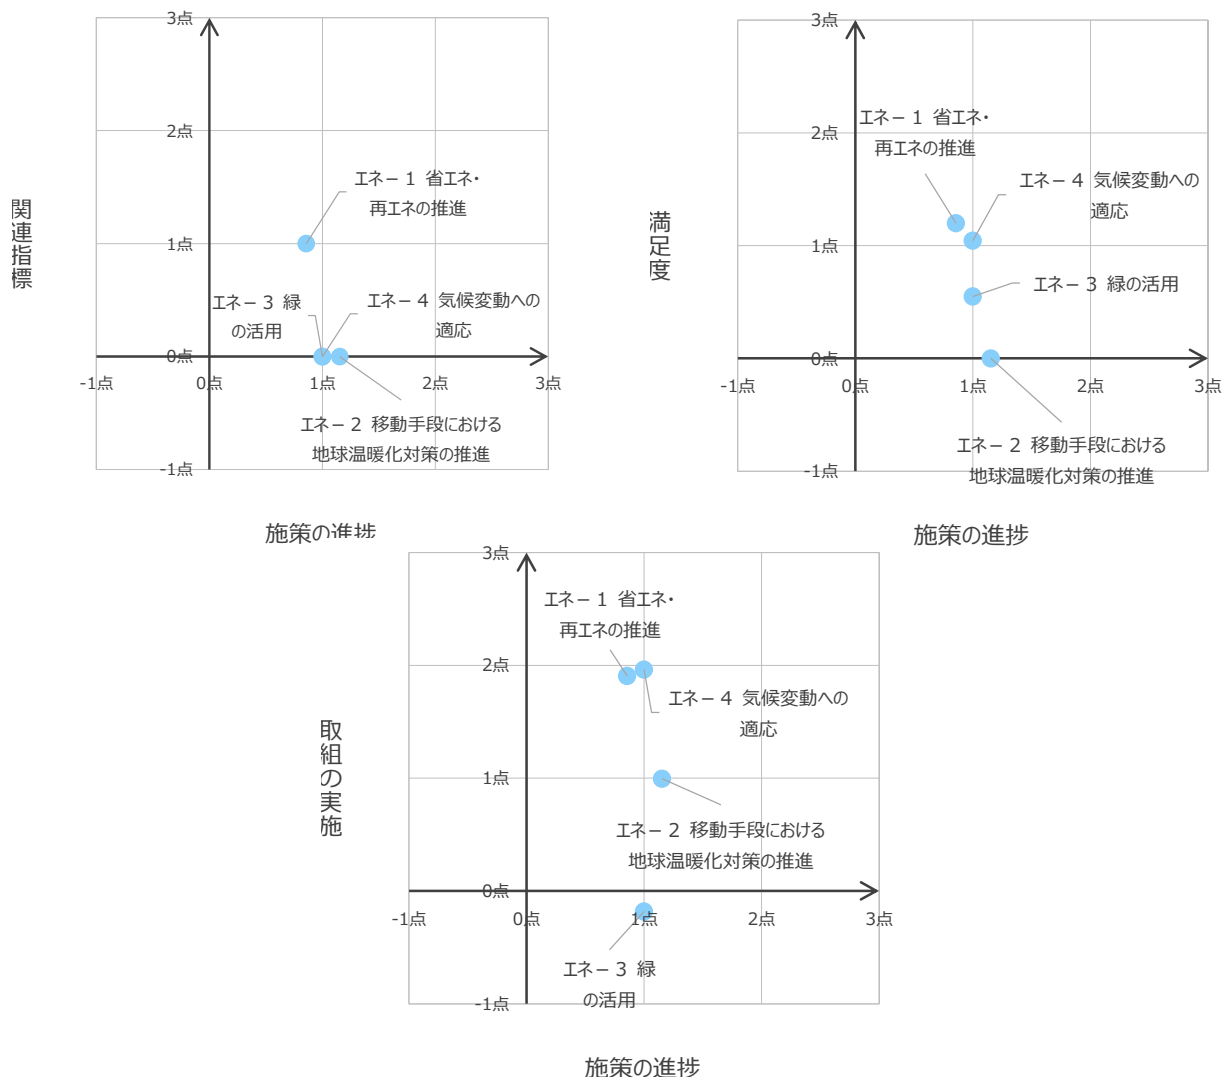 3点
2点
エネ－１ 省エネ・
再エネの推進
関連指標
1点
エネ－３ 緑
の活用
エネ－４ 気候変動への
適応
0点
-1点
0点
1点
2点
3点
エネ－２ 移動手段における
地球温暖化対策の推進
-1点
施策の進捗
3点
エネ－１ 省エネ・
再エネの推進
2点
エネ－４ 気候変動への
適応
満足度
1点
エネ－３ 緑の活用
0点
-1点
0点
1点
2点
3点
エネ－２ 移動手段における
地球温暖化対策の推進
-1点
施策の進捗
3点
エネ－１ 省エネ・
再エネの推進
2点
エネ－４ 気候変動への
適応
取組の実施
1点
エネ－２ 移動手段における
地球温暖化対策の推進
0点
-1点
0点
1点
2点
3点
エネ－３ 緑
の活用
-1点
施策の進捗